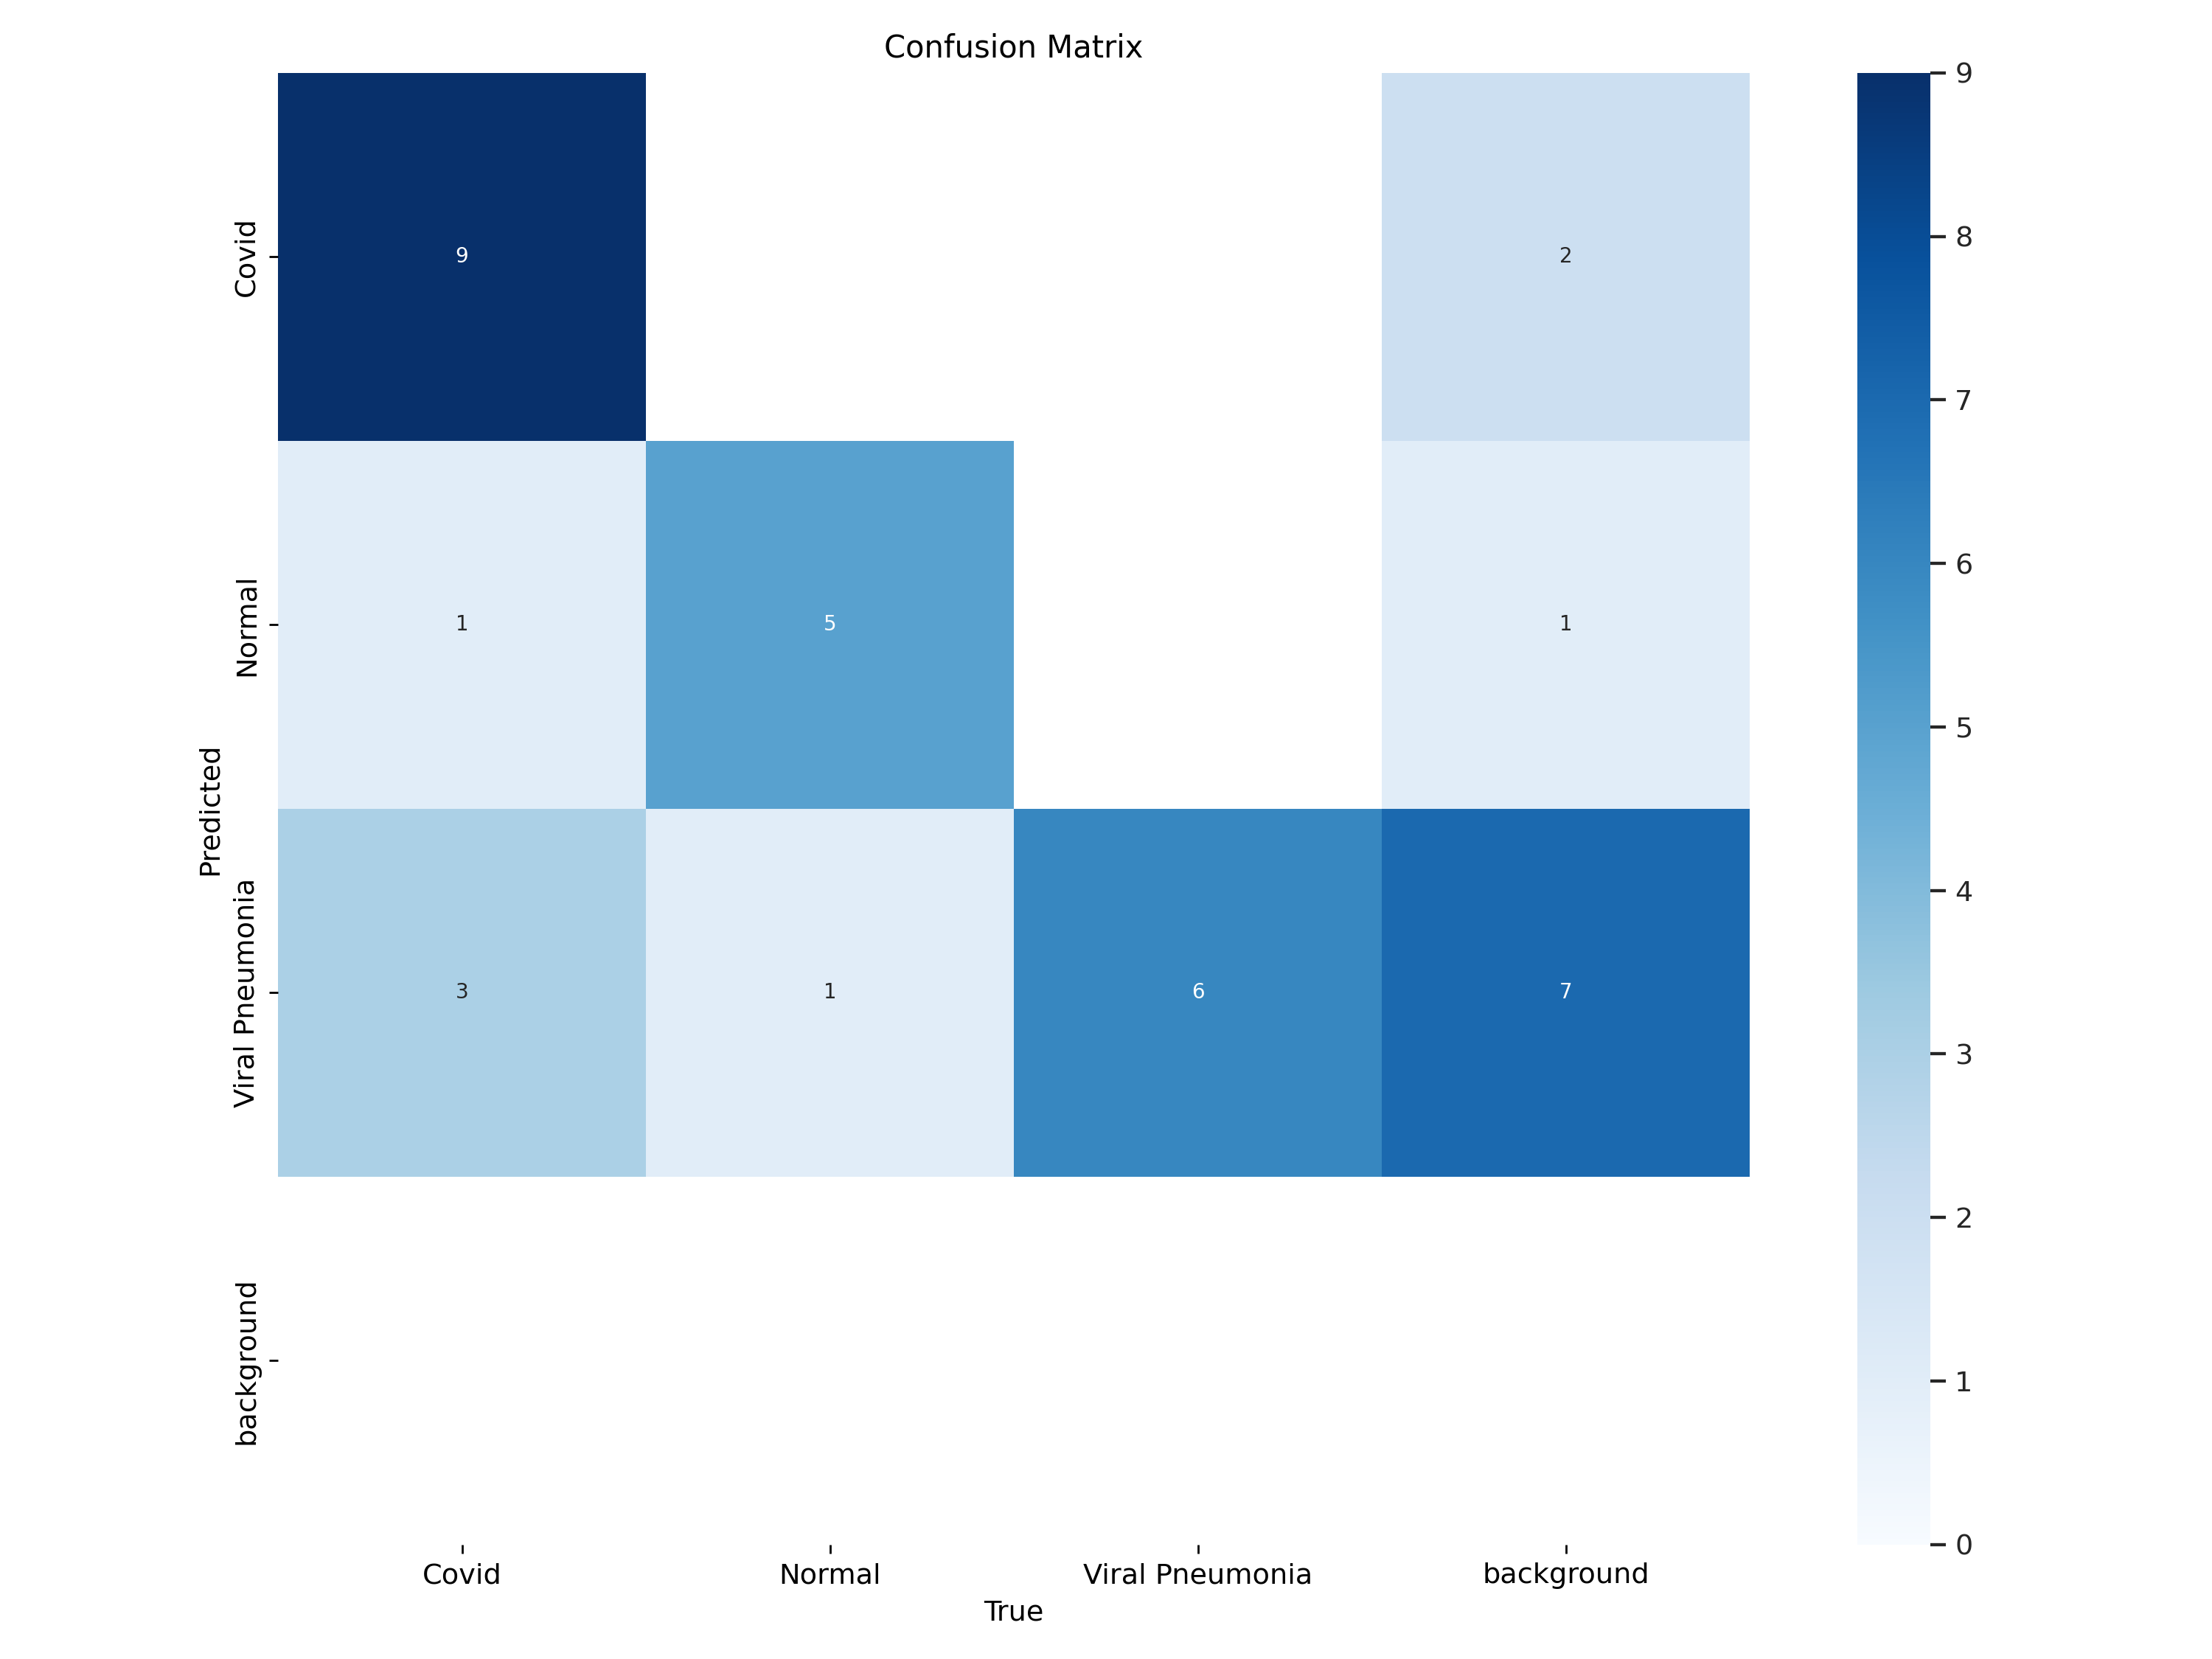 Confusion Matrix
Predicted
Covid
Normal
Viral Pneumonia
background
9
2
1
5
1
3
1
6
7
Covid
Normal
Viral Pneumonia
background
True
9
8
7
6
5
4
3
2
1
0